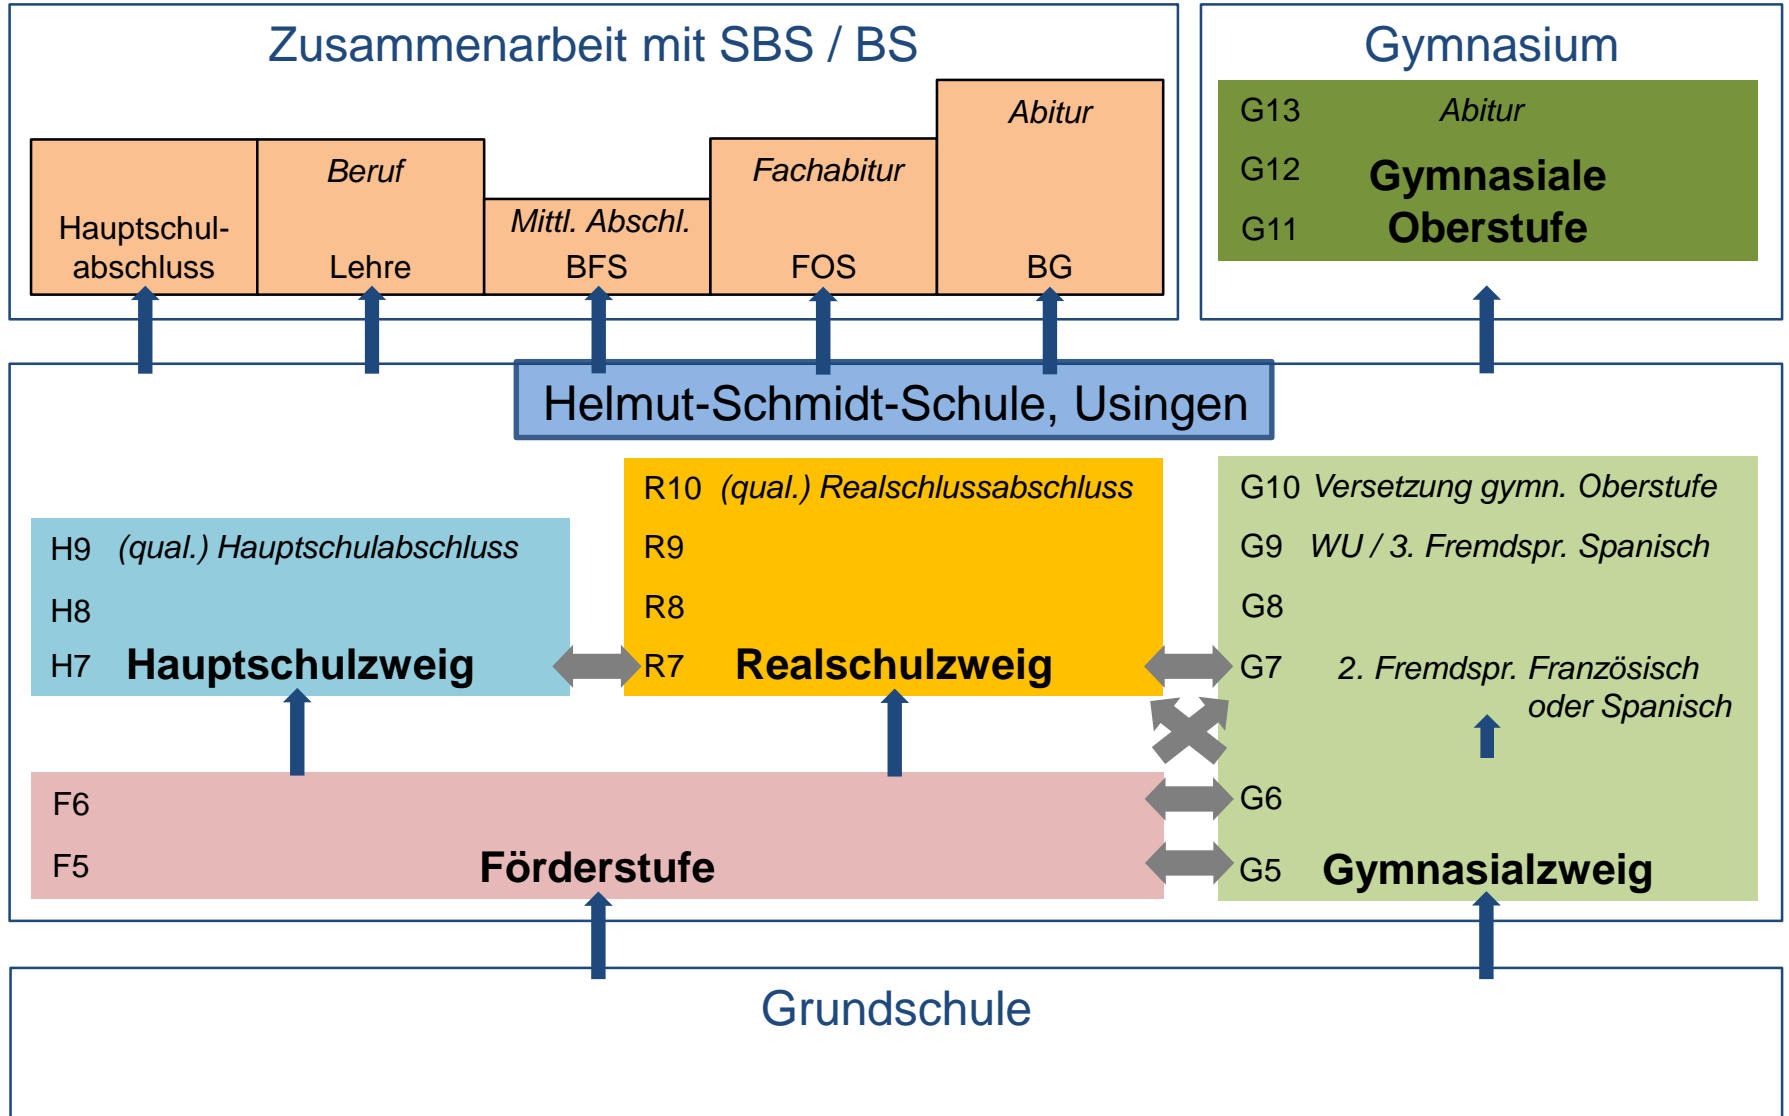 Zusammenarbeit mit SBS / BS
Hauptschul-
abschluss
Beruf
Lehre
Mittl. Abschl.
BFS
Fachabitur
FOS
Abitur
BG
Gymnasium
G13 Abitur
G12 Gymnasiale
G11 Oberstufe
Helmut-Schmidt-Schule, Usingen
H9 (qual.) Hauptschulabschluss
H8
H7 Hauptschulzweig
R10 (qual.) Realschlussabschluss
R9
R8
R7 Realschulzweig
G10 Versetzung gymn. Oberstufe
G9 WU / 3. Fremdspr. Spanisch
G8
G7 2. Fremdspr. Französisch
oder Spanisch
G6
G5 Gymnasialzweig
F6
F5 Förderstufe
Grundschule